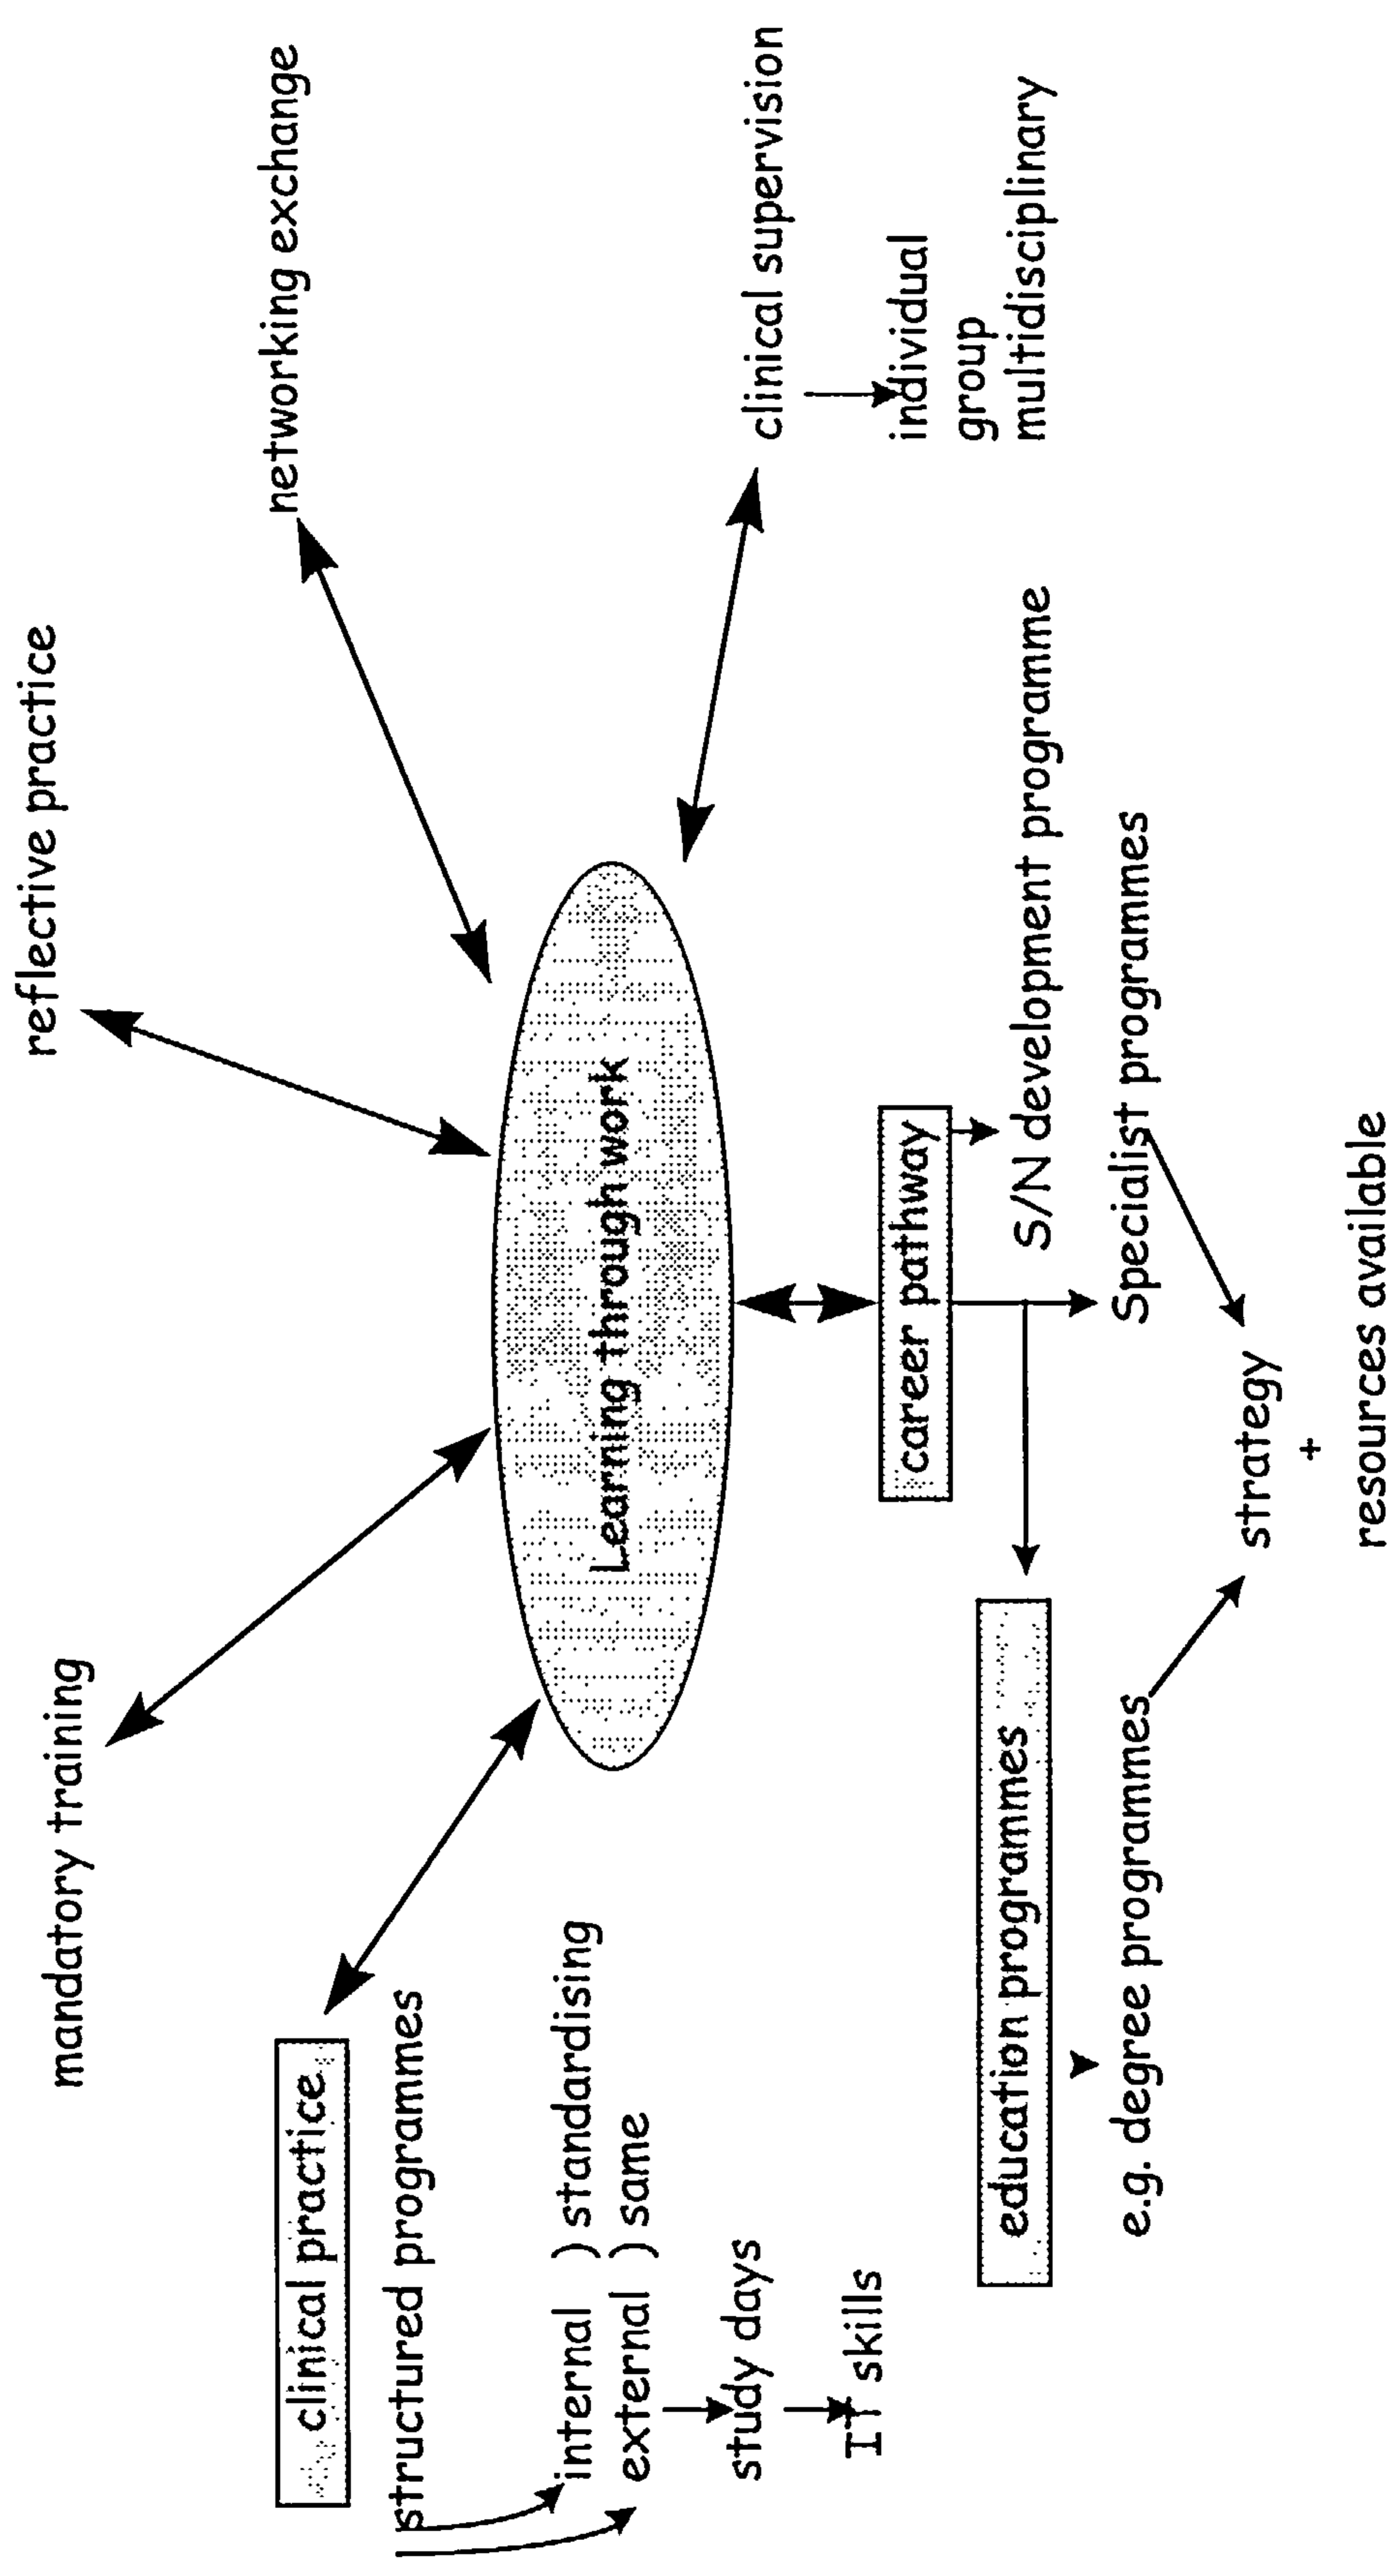 reflective practice
mandatory training
networking exchange
clinical practice
structured programmes
internal ) standardising
external ) same
study days
IT skills
Learning through work
clinical supervision
individual
group
multidisciplinary
career pathway
S/N development programme
Specialist programmes
education programmes
e.g. degree programmes
strategy
+
resources available